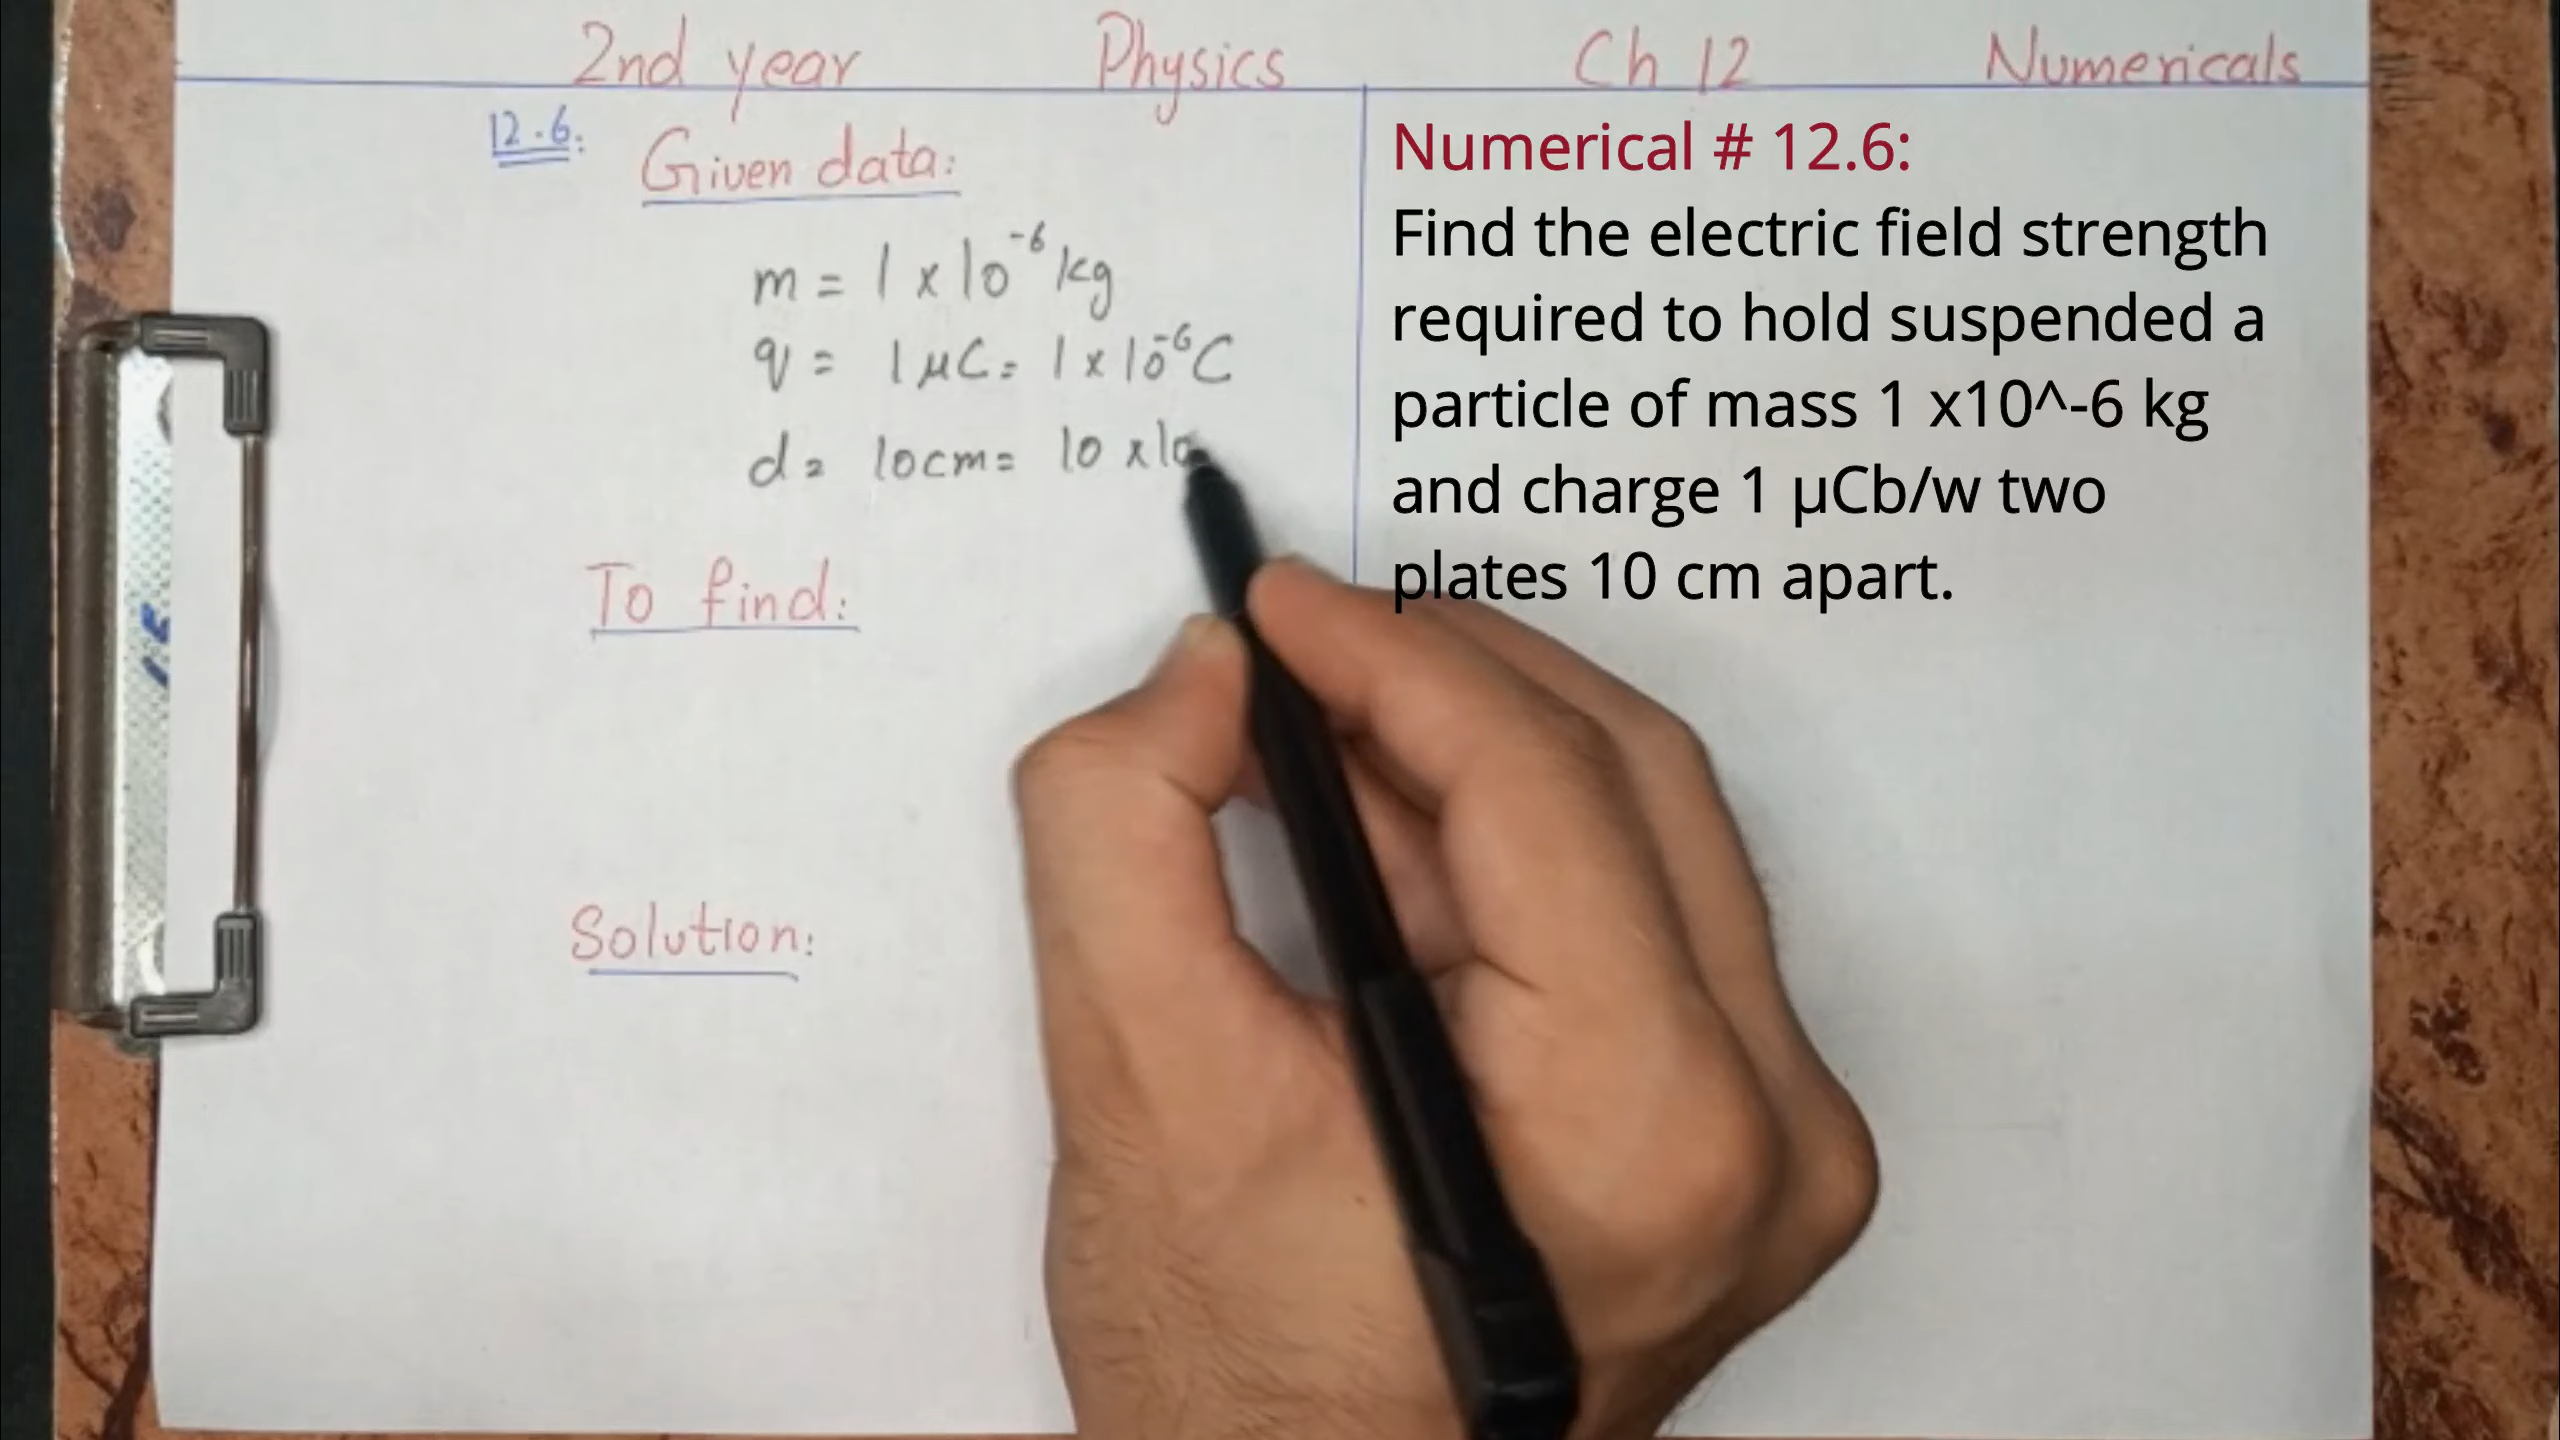 2nd year Physics Ch 12 Numericals
12.6:
Given data:
m = 1 x 10^-6 kg
q = 1 μC = 1 x 10^-6 C
d = 10cm = 10 x 10
To find:
Solution:
Numerical # 12.6:
Find the electric field strength
required to hold suspended a
particle of mass 1 x10^-6 kg
and charge 1 μCb/w two
plates 10 cm apart.